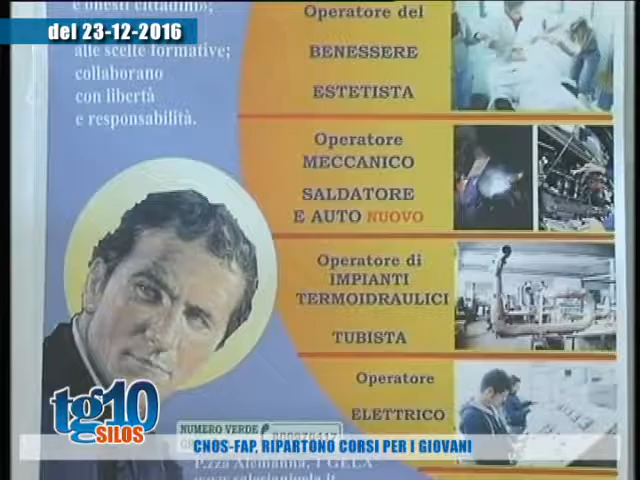 e onesti cittadini»;
del 23-12-2016
alle scelte formative;
collaborano
con libertà
e responsabilità.
Operatore del
BENESSERE
ESTETISTA
Operatore
MECCANICO
SALDATORE
E AUTO NUOVO
Operatore di
IMPIANTI
TERMOIDRAULICI
TUBISTA
Operatore
ELETTRICO
NUMERO VERDE
tg10
SILOS
CNOS-FAP, RIPARTONO CORSI PER I GIOVANI
P.zza Alemanna, 1 GELA